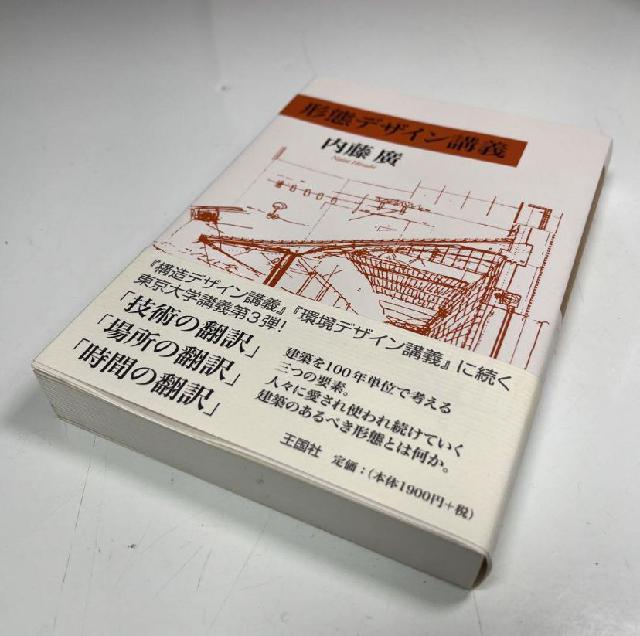 形態デザイン講義
内藤 廣
Naito Hiroshi
『構造デザイン講義』『環境デザイン講義』に続く
東京大学講義第3弾！
「技術の翻訳」
「場所の翻訳」
「時間の翻訳」
建築を100年単位で考える
三つの要素。
人々に愛され使われ続けていく
建築のあるべき形態とは何か。
王国社 定価：（本体1900円＋税）